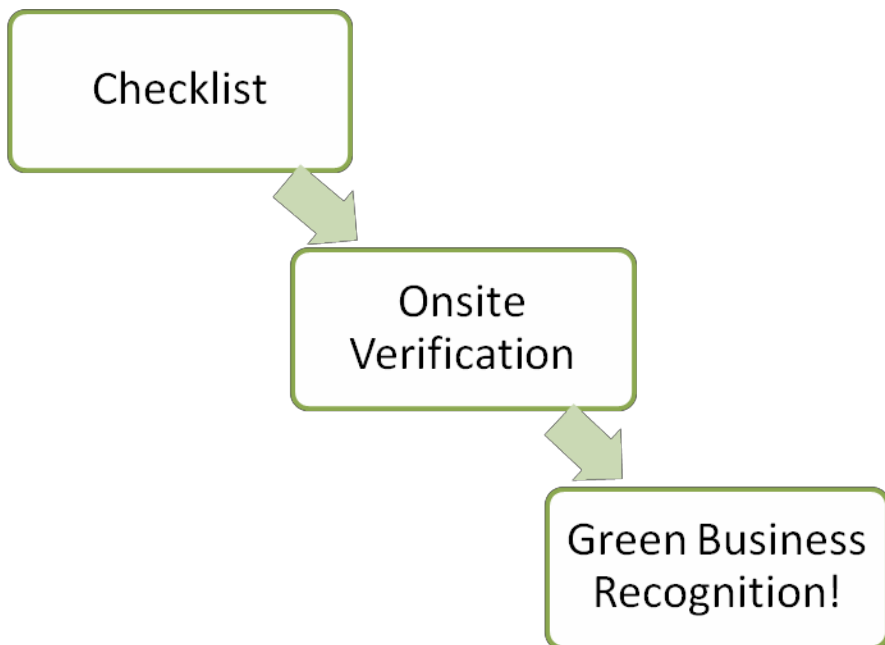 Checklist
Onsite
Verification
Green Business
Recognition!